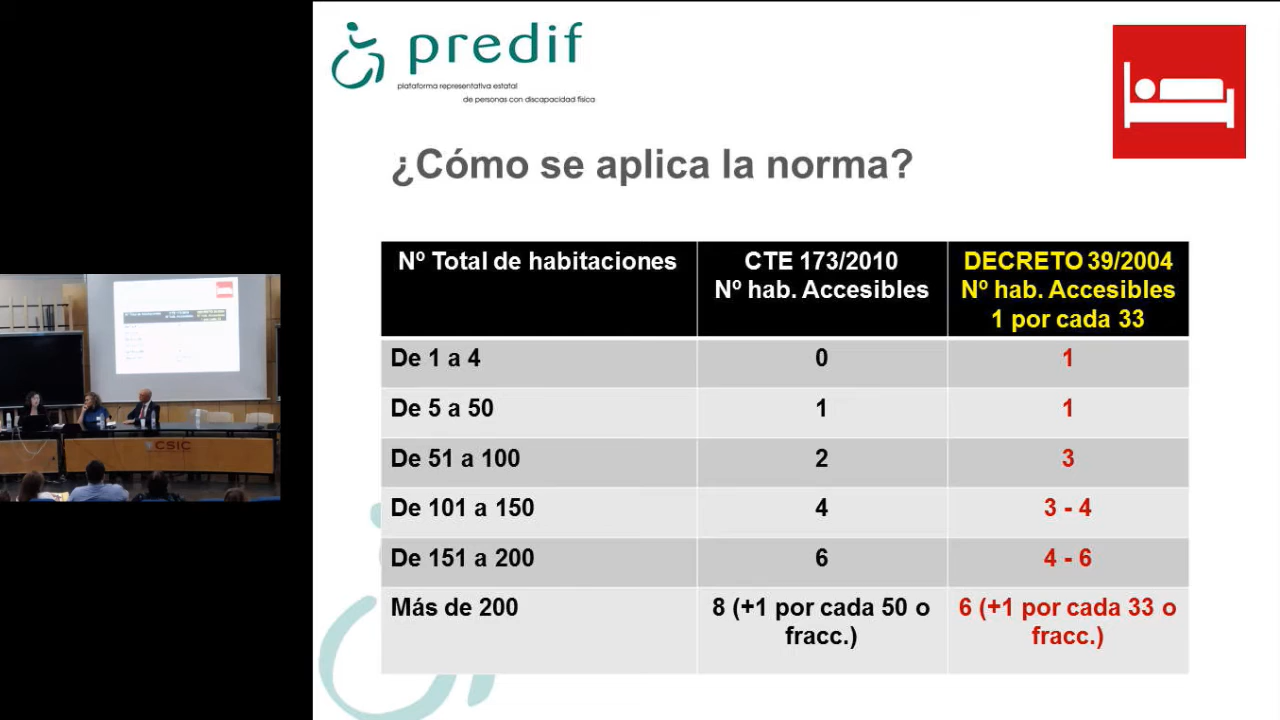 predif
plataforma representativa estatal
de personas con discapacidad física
¿Cómo se aplica la norma?
Nº Total de habitaciones
CTE 173/2010
Nº hab. Accesibles
DECRETO 39/2004
Nº hab. Accesibles
1 por cada 33
De 1 a 4
0
1
De 5 a 50
1
1
De 51 a 100
2
3
De 101 a 150
4
3 - 4
De 151 a 200
6
4 - 6
Más de 200
8 (+1 por cada 50 o
fracc.)
6 (+1 por cada 33 o
fracc.)
CSIC